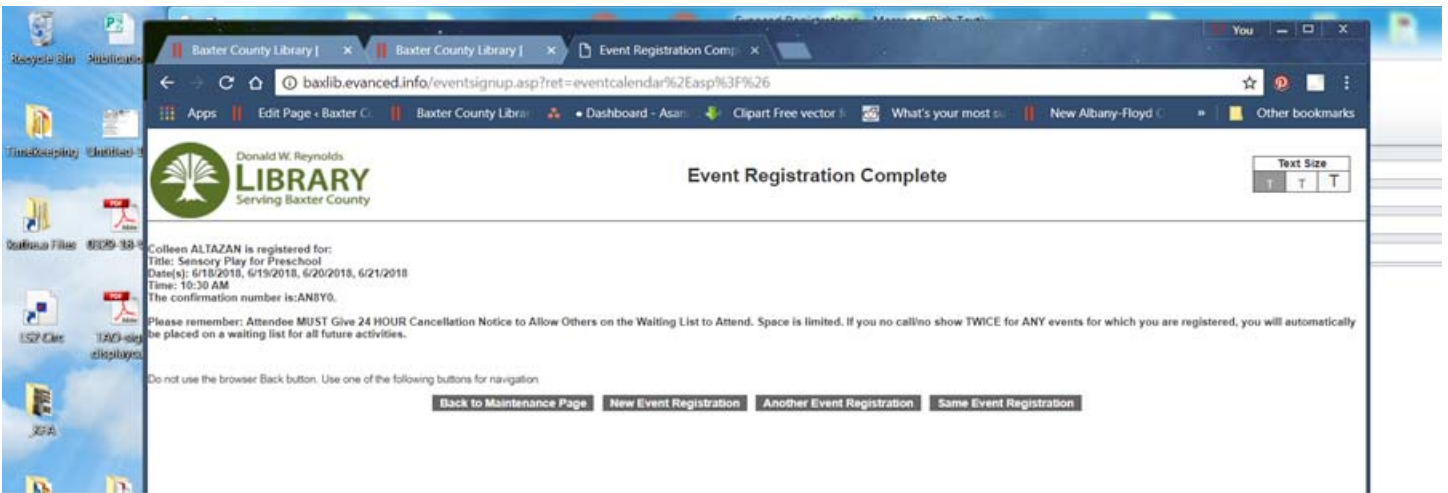 You
Recycle Bin
Baxter County Library |
Baxter County Library |
Event Registration Comp
baxlib.evanced.info/eventsignup.asp?ret=eventcalendar%2Easp%3F%26
Apps
Edit Page ‹ Baxter C
Baxter County Librar
• Dashboard - Asan
Clipart Free vector
What's your most su
New Albany-Floyd C
»
Other bookmarks
Timekeeping
Donald W. Reynolds
LIBRARY
Serving Baxter County
Event Registration Complete
Text Size
T T T
Colleen ALTAZAN is registered for:
Title: Sensory Play for Preschool
Date(s): 6/18/2018, 6/19/2018, 6/20/2018, 6/21/2018
Time: 10:30 AM
The confirmation number is:AN8Y0.
Please remember: Attendee MUST Give 24 HOUR Cancellation Notice to Allow Others on the Waiting List to Attend. Space is limited. If you no call/no show TWICE for ANY events for which you are registered, you will automatically
be placed on a waiting list for all future activities.
Do not use the browser Back button. Use one of the following buttons for navigation
Back to Maintenance Page
New Event Registration
Another Event Registration
Same Event Registration